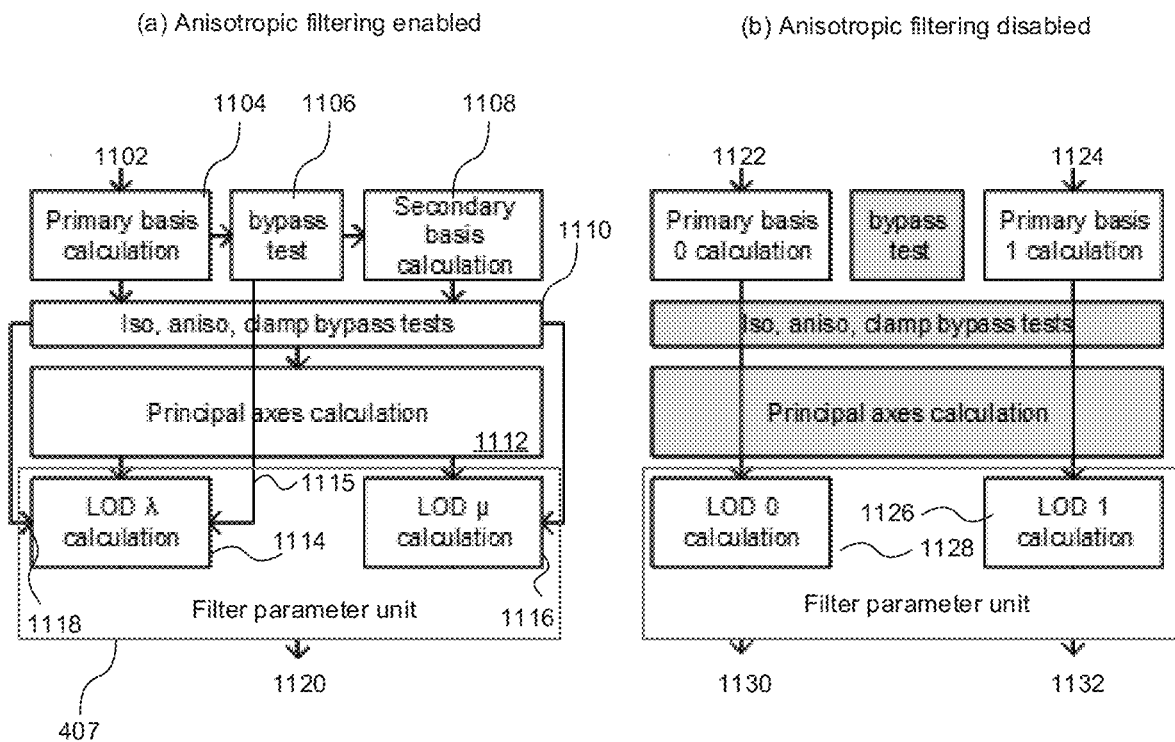 (a) Anisotropic filtering enabled
(b) Anisotropic filtering disabled
1104
1106
1108
1102
1122
1124
Primary basis
calculation
bypass
test
Secondary
basis
calculation
1110
Primary basis
0 calculation
bypass
test
Primary basis
1 calculation
Iso, aniso, clamp bypass tests
Iso, aniso, clamp bypass tests
Principal axes calculation
1112
Principal axes calculation
LOD λ
calculation
1115
LOD μ
calculation
LOD 0
calculation
1126
LOD 1
calculation
1114
1128
1118
Filter parameter unit
1116
Filter parameter unit
1120
1130
1132
407